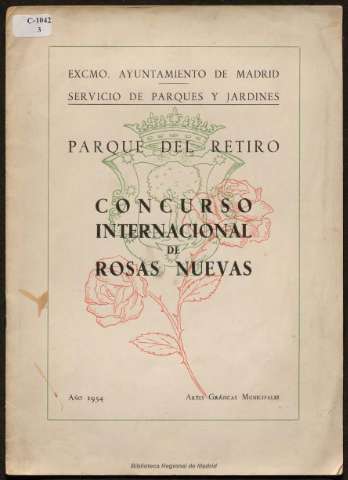 C-1042
3
EXCMO. AYUNTAMIENTO DE MADRID
SERVICIO DE PARQUES Y JARDINES
PARQUE DEL RETIRO
CONCURSO
INTERNACIONAL
DE
ROSAS NUEVAS
AÑO 1954
ARTES GRÁFICAS MUNICIPALES
Biblioteca Regional de Madrid